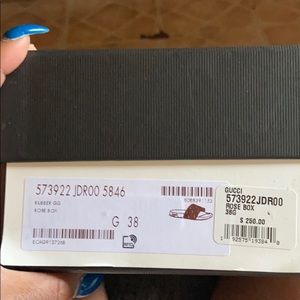 573922 JDR00 5846
RUBBER GG
ROSE BOX
G 38
GUCCI
573922JDR00
ROSE BOX
38G
$ 250.00